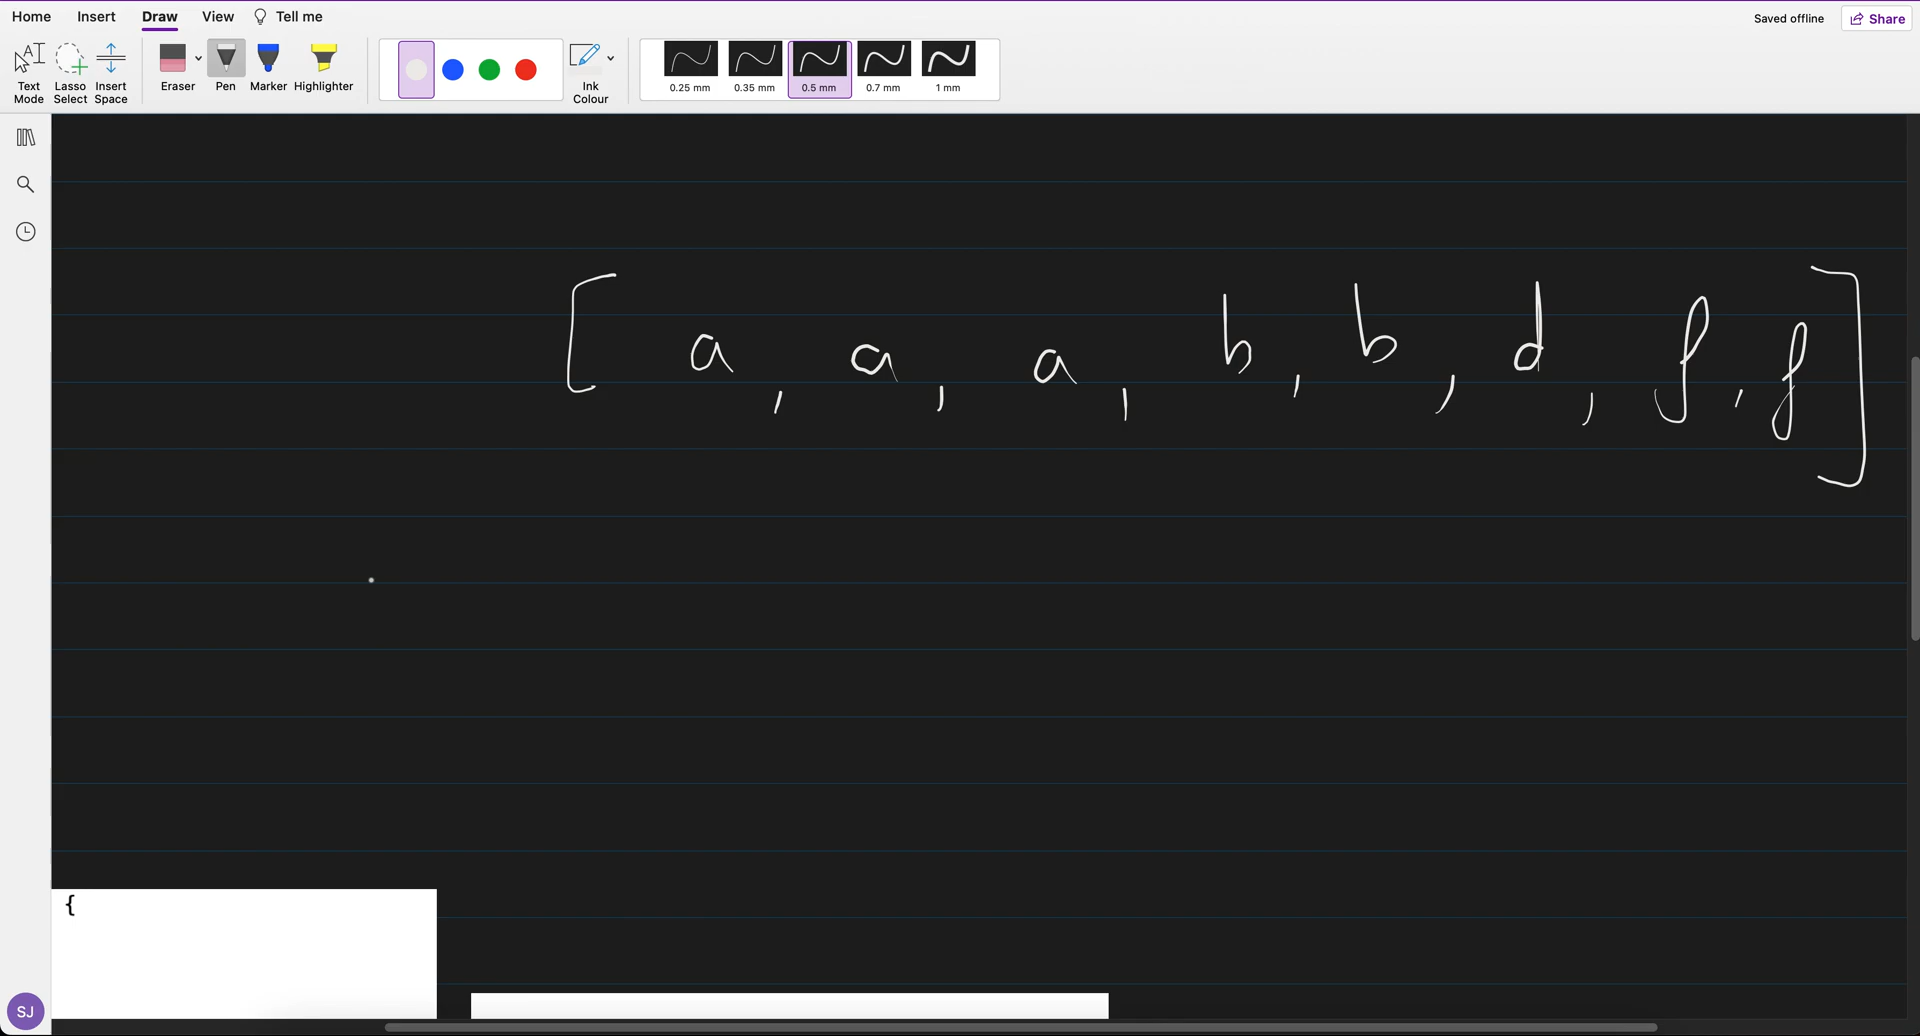 Home Insert Draw View Tell me Saved offline Share
Text Mode Lasso Select Insert Space Eraser Pen Marker Highlighter Ink Colour 0.25 mm 0.35 mm 0.5 mm 0.7 mm 1 mm
[ a, a, a, b, b, d, f, f ]
{
SJ